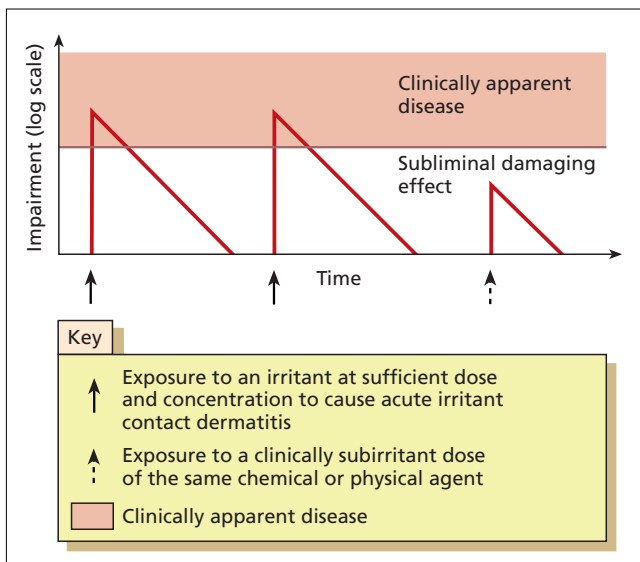 Impairment (log scale)
Clinically apparent
disease
Subliminal damaging
effect
Time
Key
Exposure to an irritant at sufficient dose
and concentration to cause acute irritant
contact dermatitis
Exposure to a clinically subirritant dose
of the same chemical or physical agent
Clinically apparent disease